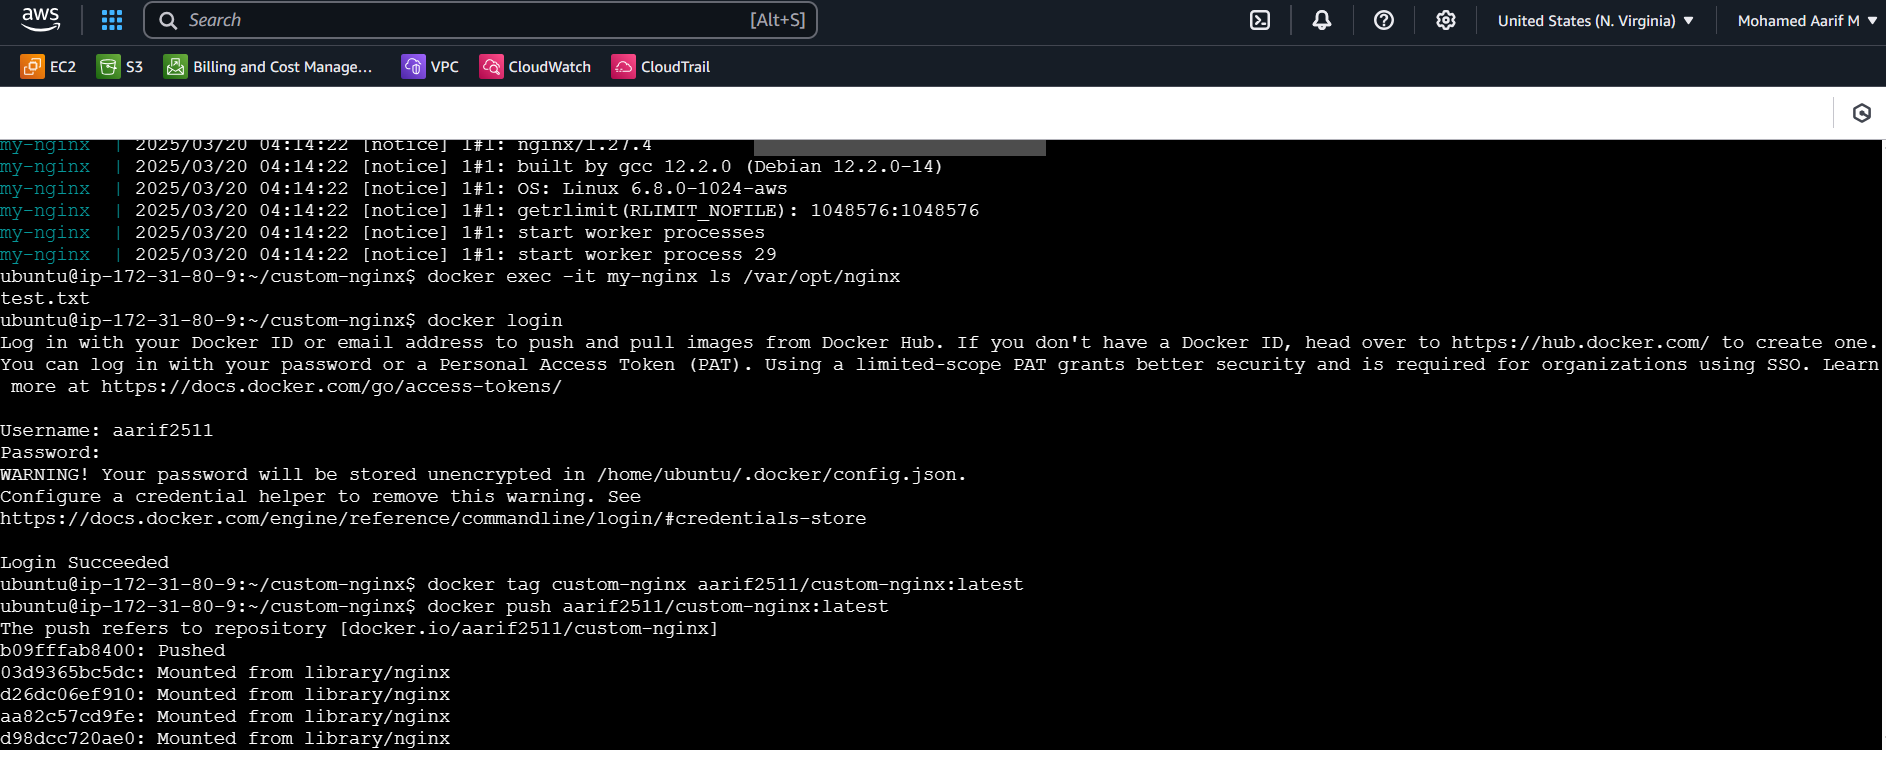 aws Search [Alt+S] United States (N. Virginia) Mohamed Aarif M
EC2 S3 Billing and Cost Manage... VPC CloudWatch CloudTrail
my-nginx | 2025/03/20 04:14:22 [notice] 1#1: nginx/1.27.4
my-nginx | 2025/03/20 04:14:22 [notice] 1#1: built by gcc 12.2.0 (Debian 12.2.0-14)
my-nginx | 2025/03/20 04:14:22 [notice] 1#1: OS: Linux 6.8.0-1024-aws
my-nginx | 2025/03/20 04:14:22 [notice] 1#1: getrlimit(RLIMIT_NOFILE): 1048576:1048576
my-nginx | 2025/03/20 04:14:22 [notice] 1#1: start worker processes
my-nginx | 2025/03/20 04:14:22 [notice] 1#1: start worker process 29
ubuntu@ip-172-31-80-9:~/custom-nginx$ docker exec -it my-nginx ls /var/opt/nginx
test.txt
ubuntu@ip-172-31-80-9:~/custom-nginx$ docker login
Log in with your Docker ID or email address to push and pull images from Docker Hub. If you don't have a Docker ID, head over to https://hub.docker.com/ to create one.
You can log in with your password or a Personal Access Token (PAT). Using a limited-scope PAT grants better security and is required for organizations using SSO. Learn
more at https://docs.docker.com/go/access-tokens/
Username: aarif2511
Password:
WARNING! Your password will be stored unencrypted in /home/ubuntu/.docker/config.json.
Configure a credential helper to remove this warning. See
https://docs.docker.com/engine/reference/commandline/login/#credentials-store
Login Succeeded
ubuntu@ip-172-31-80-9:~/custom-nginx$ docker tag custom-nginx aarif2511/custom-nginx:latest
ubuntu@ip-172-31-80-9:~/custom-nginx$ docker push aarif2511/custom-nginx:latest
The push refers to repository [docker.io/aarif2511/custom-nginx]
b09fffab8400: Pushed
03d9365bc5dc: Mounted from library/nginx
d26dc06ef910: Mounted from library/nginx
aa82c57cd9fe: Mounted from library/nginx
d98dcc720ae0: Mounted from library/nginx